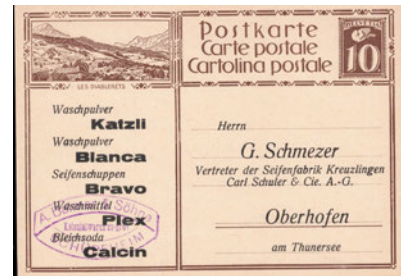 Postkarte
Carte postale
Cartolina postale
HELVETIA
10
LES DIABLERETS
Waschpulver
Katzli
Waschpulver
Blanca
Seifenschuppen
Bravo
Waschmittel
Plex
Bleichsoda
Calcin
Herrn
G. Schmezer
Vertreter der Seifenfabrik Kreuzlingen
Carl Schuler & Cie. A.-G.
Oberhofen
am Thunersee